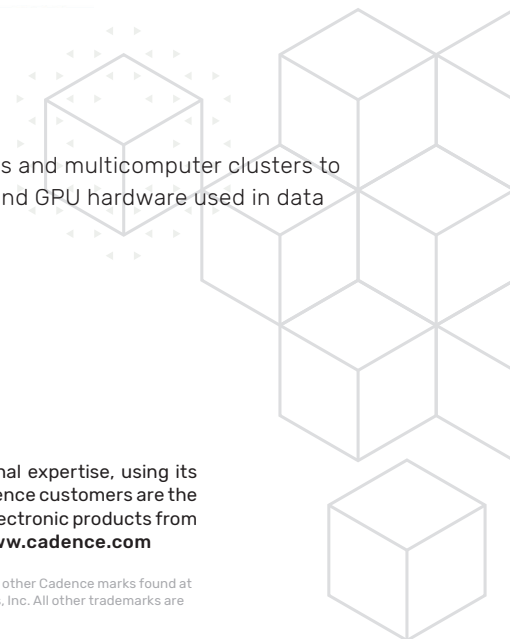 s and multicomputer clusters to
nd GPU hardware used in data
nal expertise, using its
ence customers are the
ectronic products from
ww.cadence.com
other Cadence marks found at
s, Inc. All other trademarks are